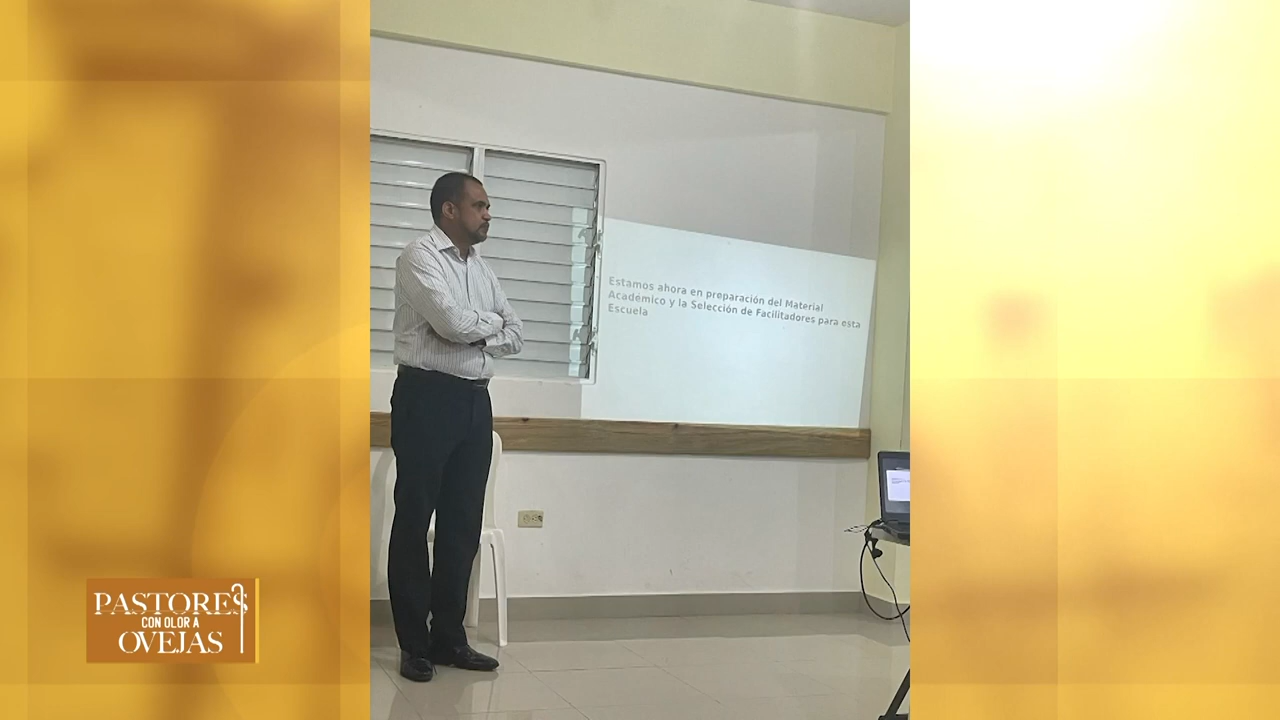 Estamos ahora en preparación del Material
Académico y la Selección de Facilitadores para esta
Escuela
PASTORES
CON OLOR A
OVEJAS